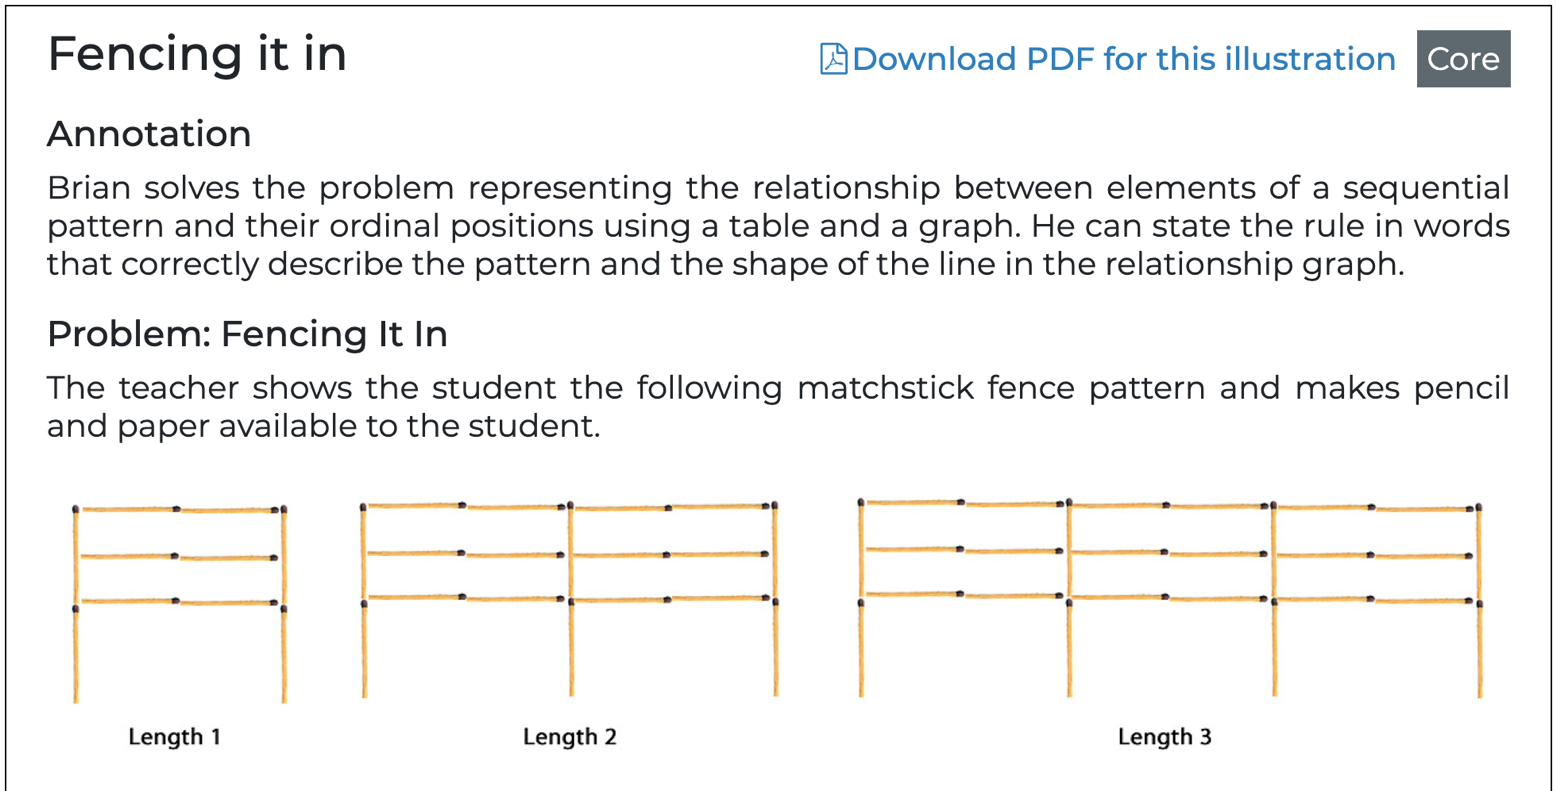 Fencing it in
Download PDF for this illustration
Core
Annotation
Brian solves the problem representing the relationship between elements of a sequential
pattern and their ordinal positions using a table and a graph. He can state the rule in words
that correctly describe the pattern and the shape of the line in the relationship graph.
Problem: Fencing It In
The teacher shows the student the following matchstick fence pattern and makes pencil
and paper available to the student.
Length 1
Length 2
Length 3